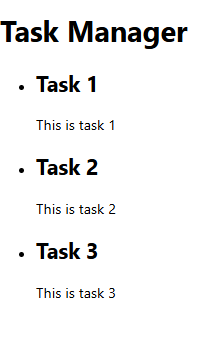 Task Manager
Task 1
This is task 1
Task 2
This is task 2
Task 3
This is task 3